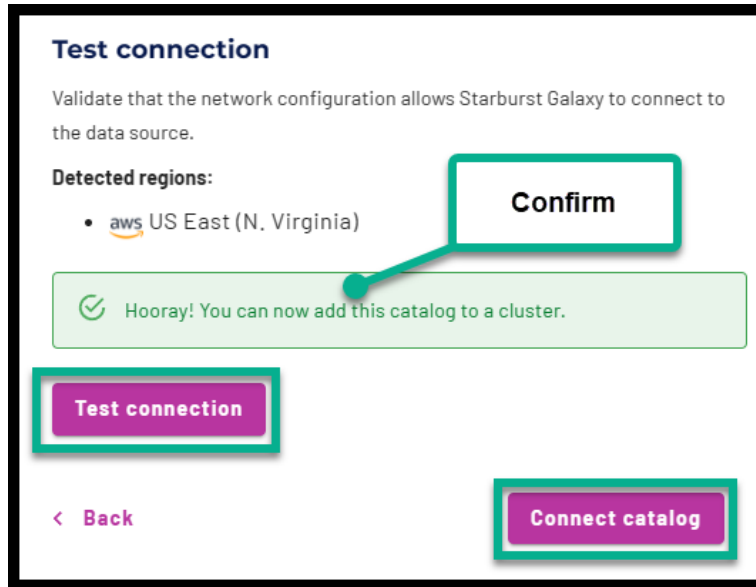 Test connection
Validate that the network configuration allows Starburst Galaxy to connect to
the data source.
Detected regions:
• aws US East (N. Virginia)
Confirm
Hooray! You can now add this catalog to a cluster.
Test connection
< Back
Connect catalog